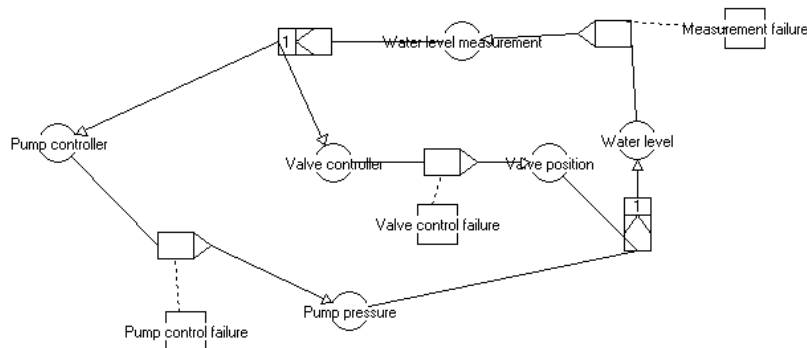 1
Water level measurement
Measurement failure
Pump controller
Valve controller
Valve position
Water level
1
Valve control failure
Pump control failure
Pump pressure